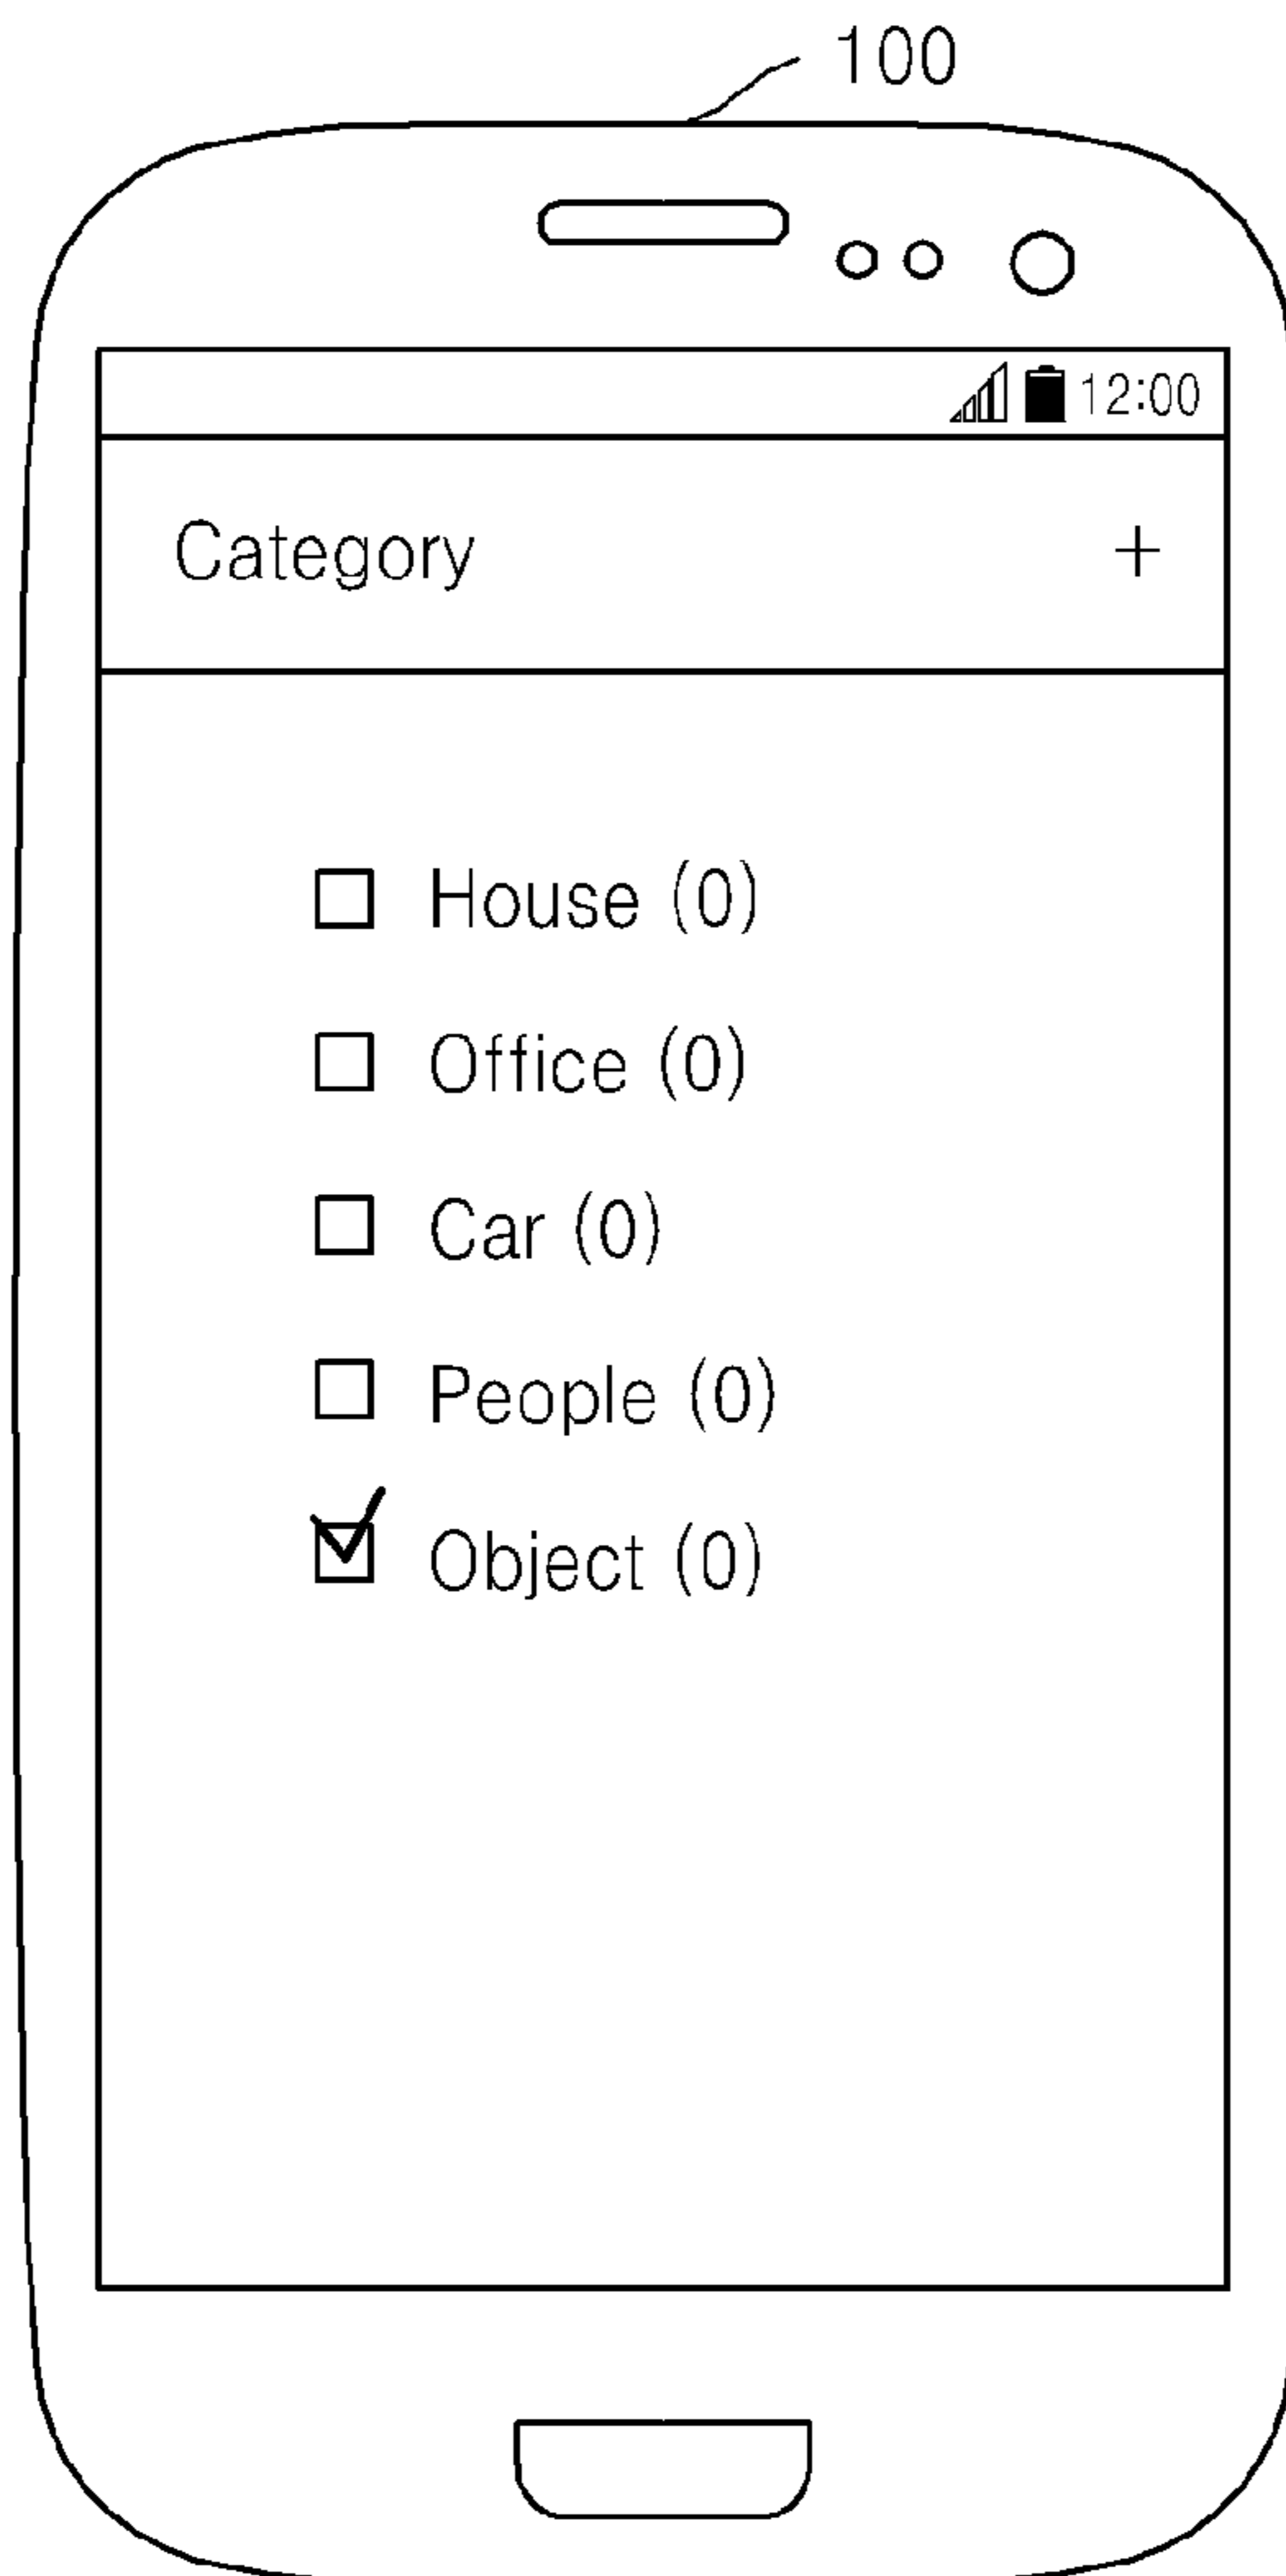 100
12:00
Category +
House (0)
Office (0)
Car (0)
People (0)
Object (0)